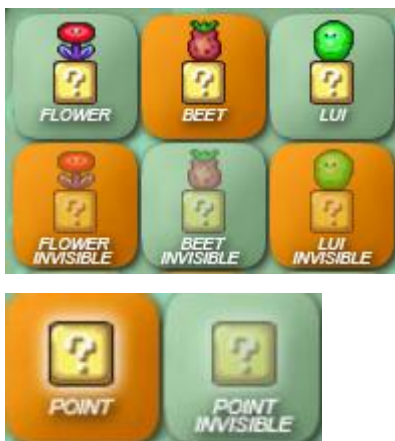 ?
?
?
FLOWER
BEET
LUI
?
?
?
FLOWER
INVISIBLE
BEET
INVISIBLE
LUI
INVISIBLE
?
?
POINT
POINT
INVISIBLE